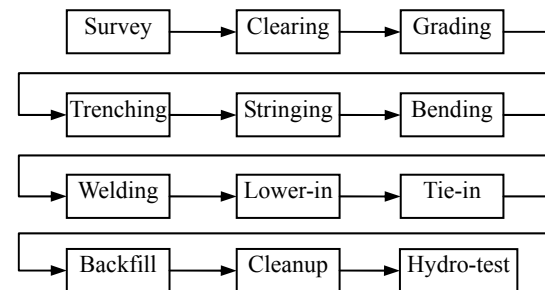 Survey Clearing Grading
Trenching Stringing Bending
Welding Lower-in Tie-in
Backfill Cleanup Hydro-test